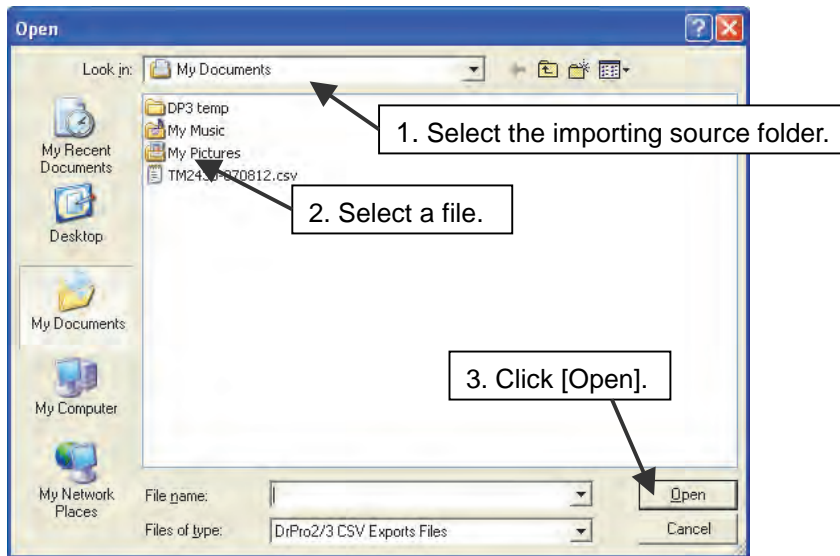 Open
Look in: My Documents
1. Select the importing source folder.
DP3 temp
My Music
My Pictures
2. Select a file.
My Recent
Documents
Desktop
My Documents
My Computer
My Network
Places
3. Click [Open].
File name:
Open
Files of type: DrPro2/3 CSV Exports Files
Cancel